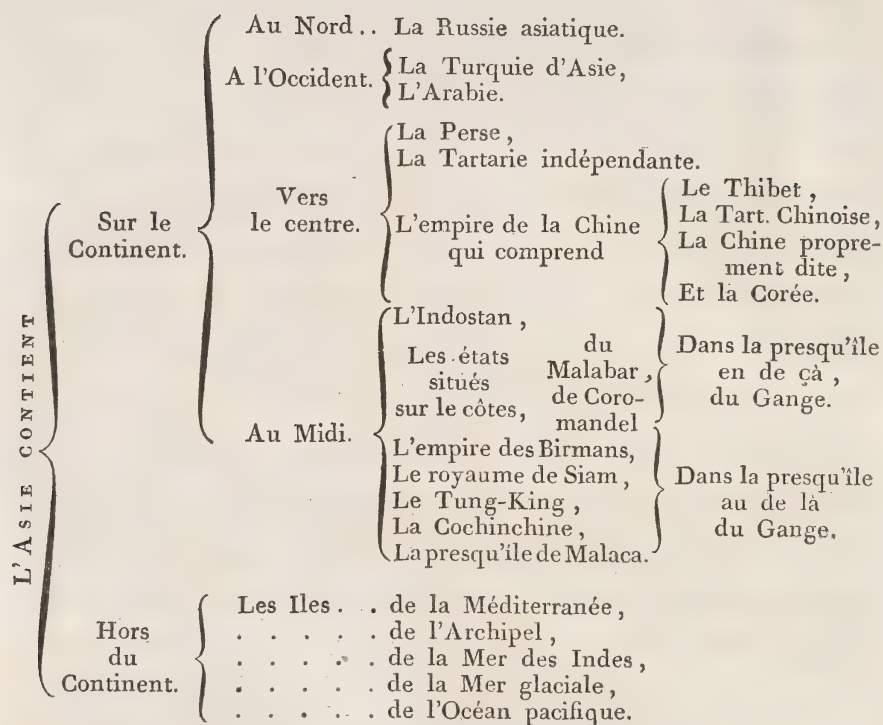 L'ASIE CONTIENT
Sur le
Continent.
Au Nord.. La Russie asiatique.
A l'Occident.
La Turquie d'Asie,
L'Arabie.
Vers
le centre.
La Perse,
La Tartarie indépendante.
L'empire de la Chine
qui comprend
Le Thibet,
La Tart. Chinoise,
La Chine propre-
ment dite,
Et la Corée.
Au Midi.
L'Indostan,
Les états
situés
sur le côtes,
du
Malabar,
de Coro-
mandel
Dans la presqu'île
en de çà,
du Gange.
L'empire des Birmans,
Le royaume de Siam,
Le Tung-King,
La Cochinchine,
La presqu'île de Malaca.
Dans la presqu'île
au de là
du Gange.
Hors
du
Continent.
Les Iles. . de la Méditerranée,
. . . . . de l'Archipel,
. . . . . de la Mer des Indes,
. . . . . de la Mer glaciale,
. . . . . de l'Océan pacifique.